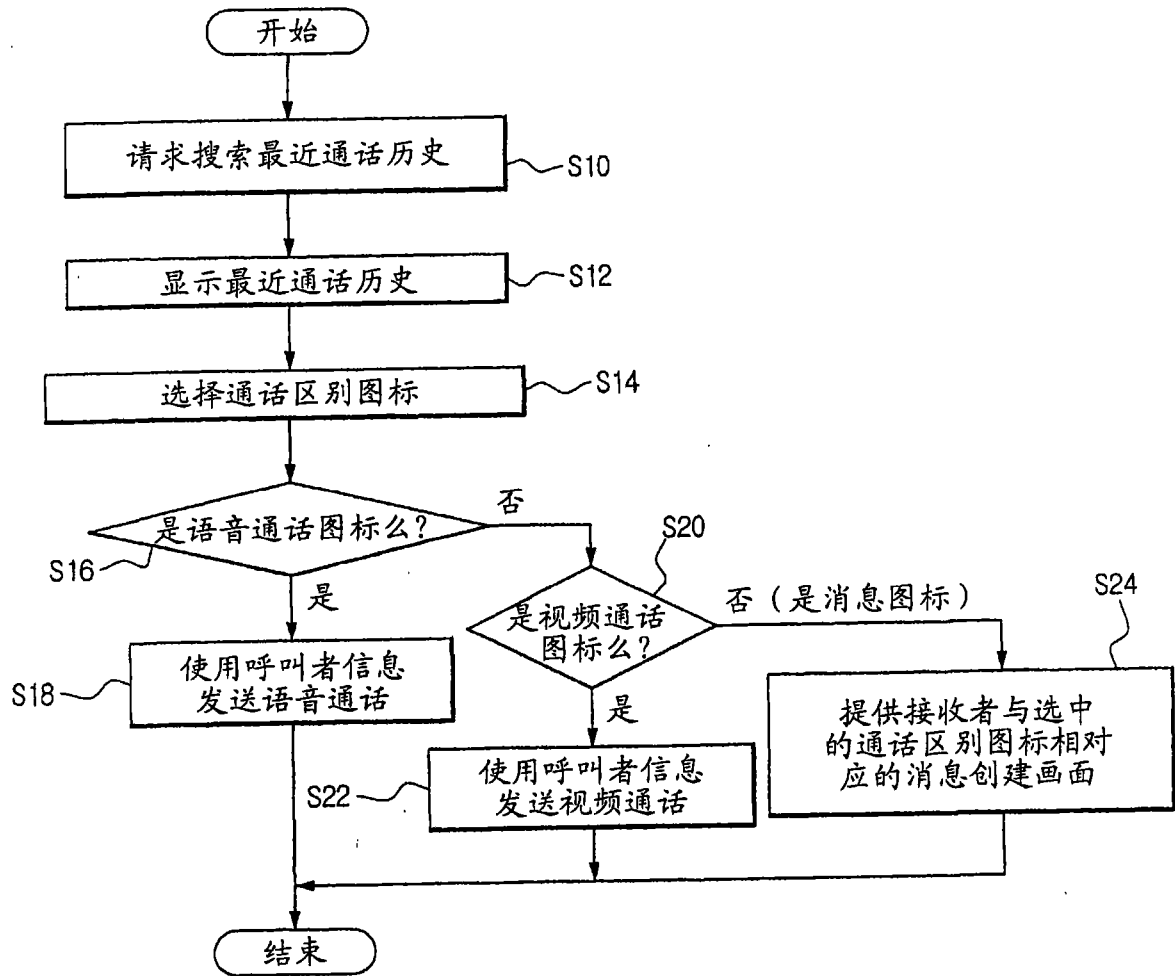 开始
请求搜索最近通话历史
S10
显示最近通话历史
S12
选择通话区别图标
S14
是语音通话图标么?
S16
否
是
使用呼叫者信息
发送语音通话
S18
S20
是视频通话
图标么?
否（是消息图标）
是
S24
提供接收者与选中
的通话区别图标相对
应的消息创建画面
使用呼叫者信息
发送视频通话
S22
结束